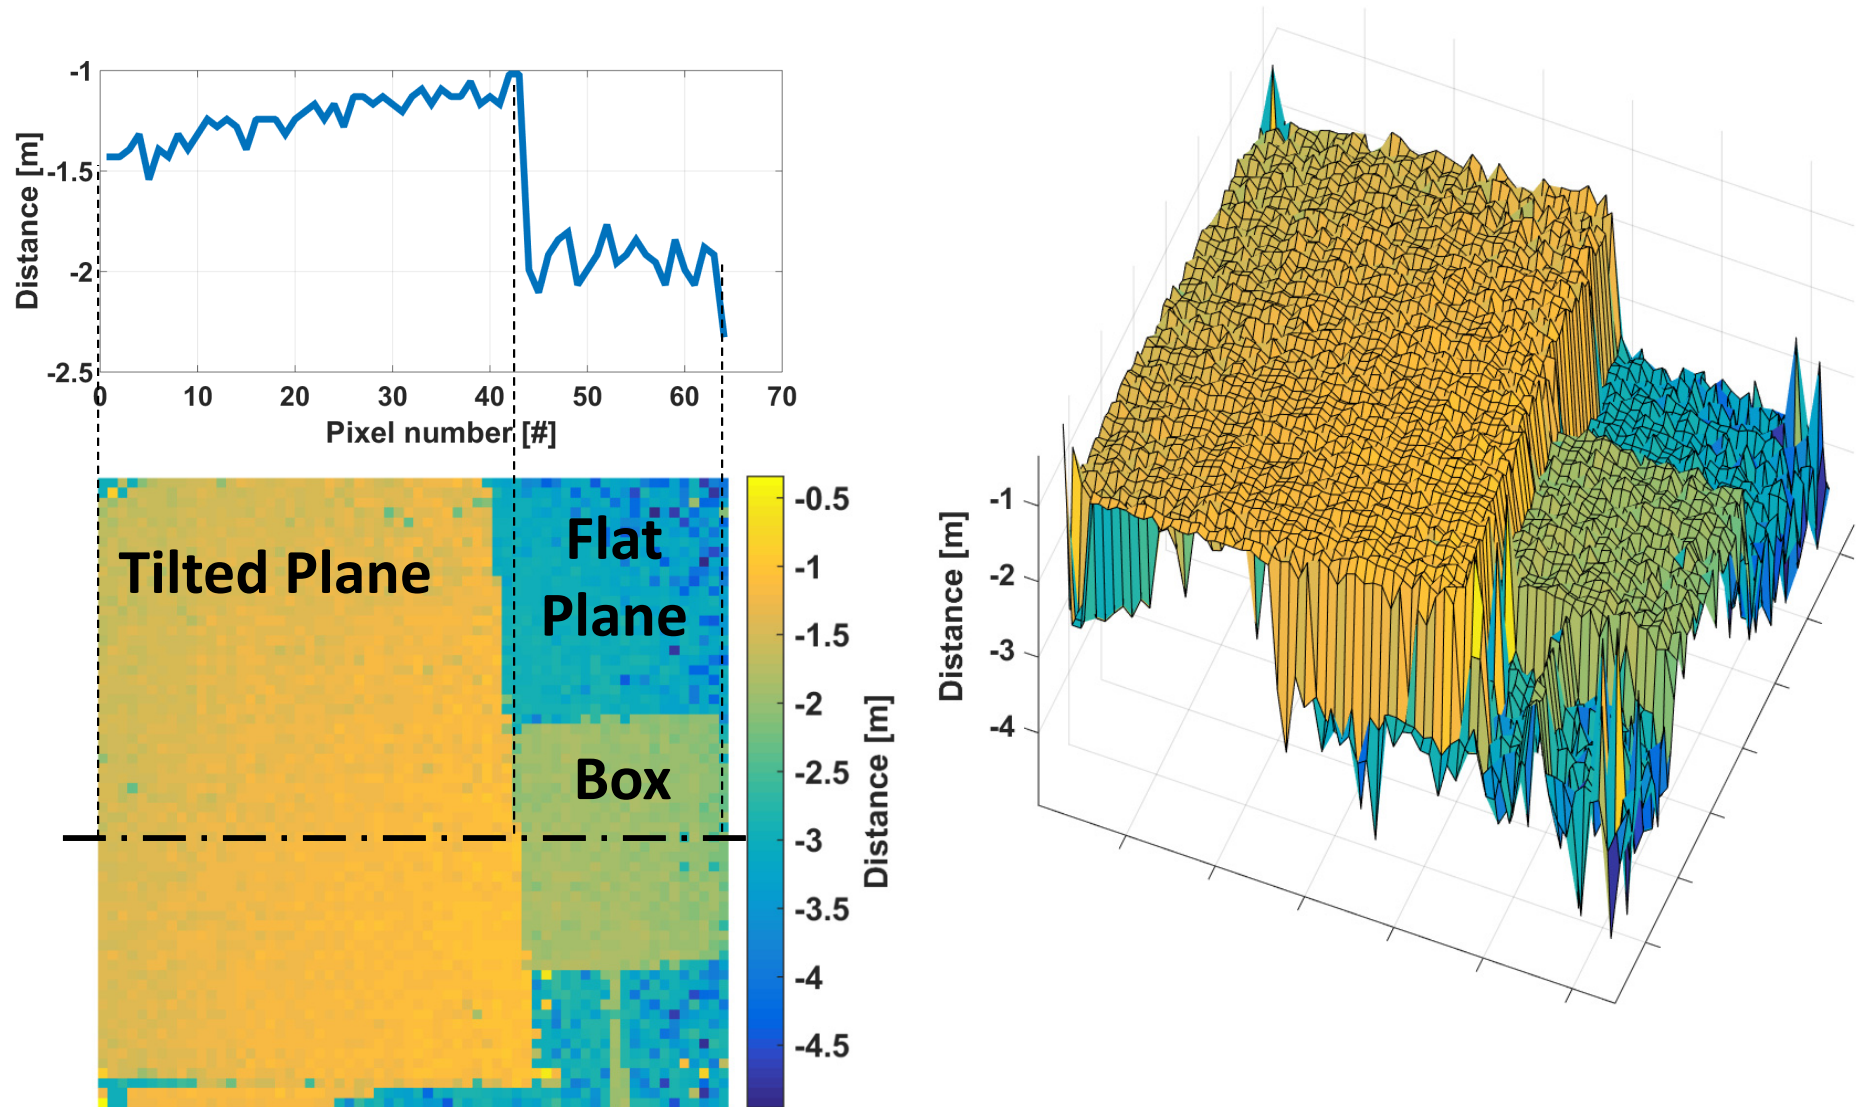 -1
-1.5
-2
-2.5
Distance [m]
0 10 20 30 40 50 60 70
Pixel number [#]
Tilted Plane
Flat
Plane
Box
-0.5
-1
-1.5
-2
-2.5
-3
-3.5
-4
-4.5
Distance [m]
-1
-2
-3
-4
Distance [m]